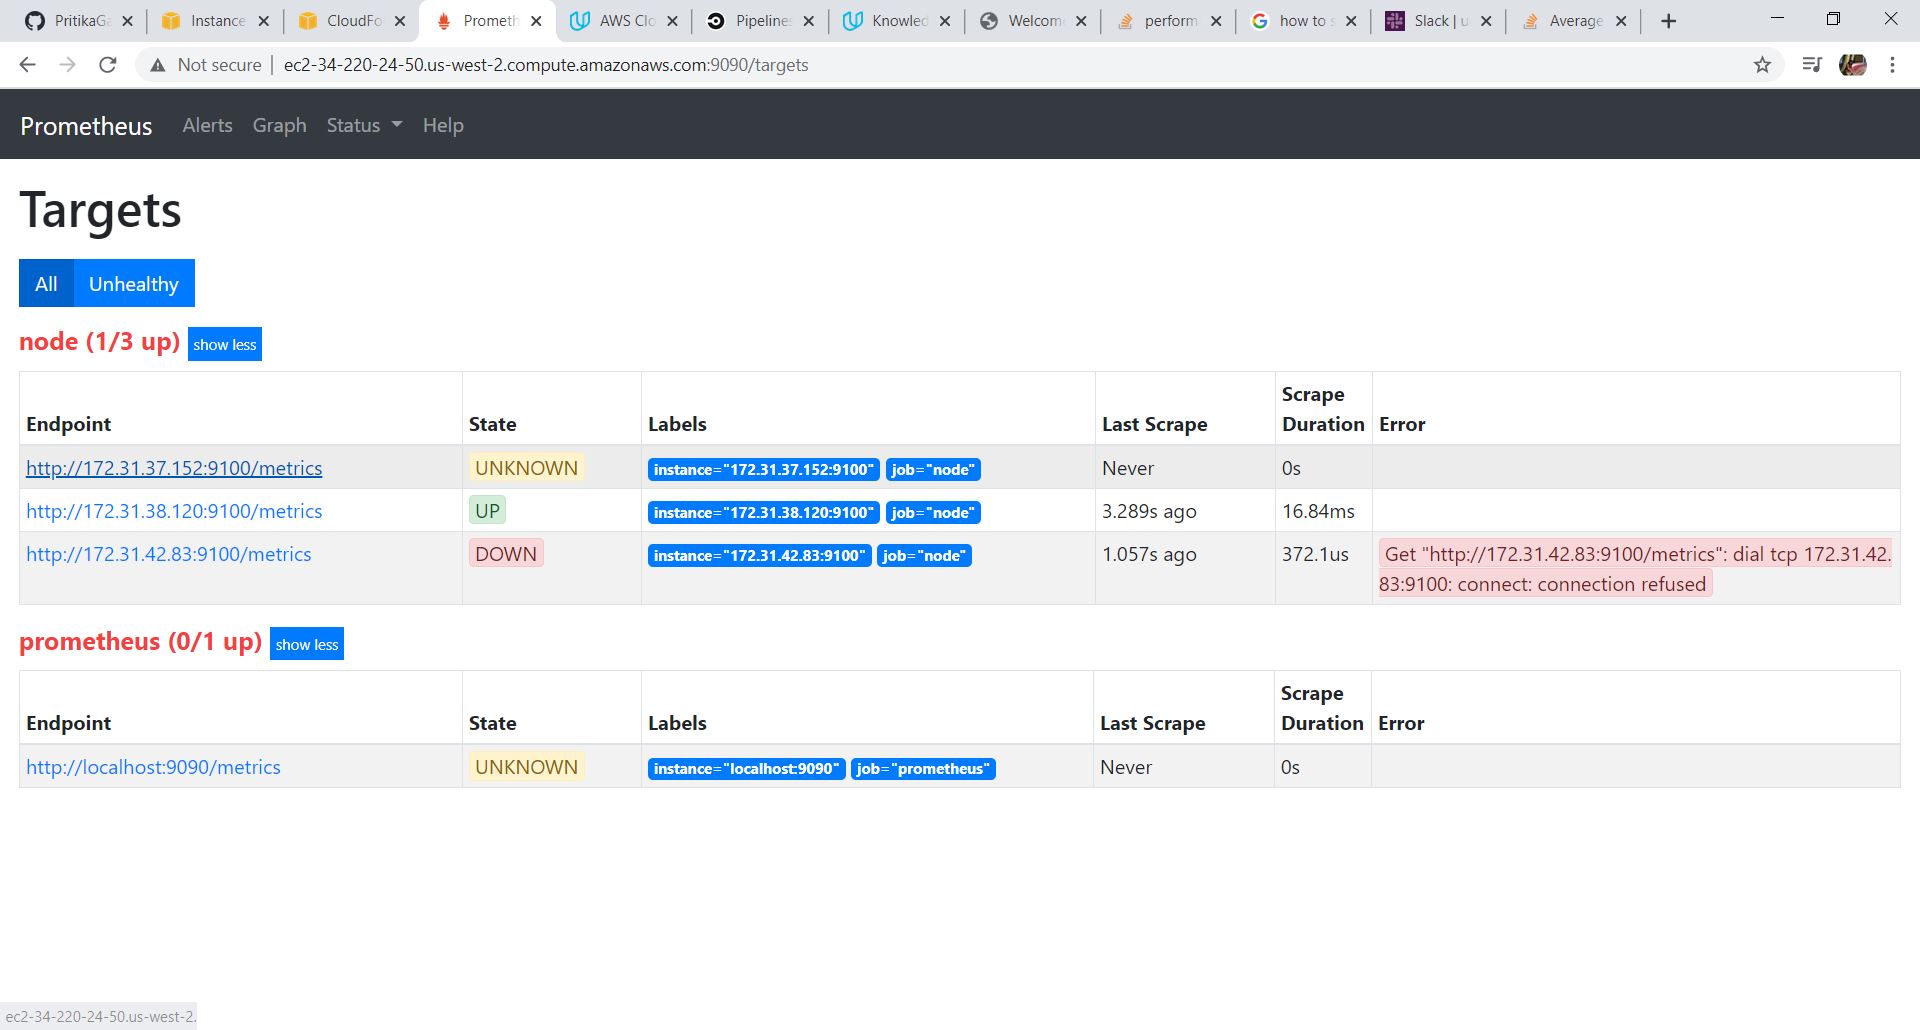 PritikaGa
Instance
CloudFo
Prometh
AWS Clo
Pipelines
Knowled
Welcome
perform
how to s
Slack | u
Average
Not secure | ec2-34-220-24-50.us-west-2.compute.amazonaws.com:9090/targets
Prometheus Alerts Graph Status Help
Targets
All Unhealthy
node (1/3 up) show less
Endpoint State Labels Last Scrape Scrape Duration Error
http://172.31.37.152:9100/metrics UNKNOWN instance="172.31.37.152:9100" job="node" Never 0s
http://172.31.38.120:9100/metrics UP instance="172.31.38.120:9100" job="node" 3.289s ago 16.84ms
http://172.31.42.83:9100/metrics DOWN instance="172.31.42.83:9100" job="node" 1.057s ago 372.1us Get "http://172.31.42.83:9100/metrics": dial tcp 172.31.42.
83:9100: connect: connection refused
prometheus (0/1 up) show less
Endpoint State Labels Last Scrape Scrape Duration Error
http://localhost:9090/metrics UNKNOWN instance="localhost:9090" job="prometheus" Never 0s
ec2-34-220-24-50.us-west-2.